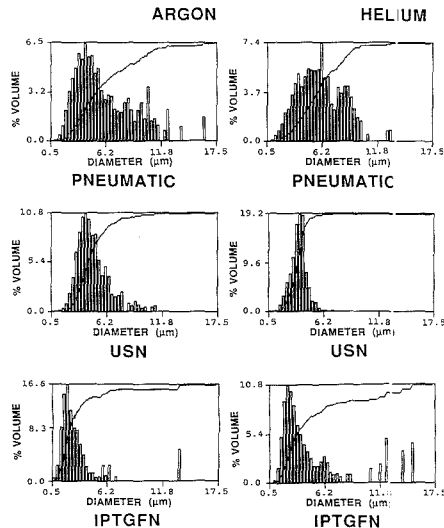 ARGON HELIUM
6.5 7.4
% VOLUME % VOLUME
3.2 3.7
0.0 0.0
0.5 6.2 11.8 17.5 0.5 6.2 11.8 17.5
DIAMETER (µm) DIAMETER (µm)
PNEUMATIC PNEUMATIC
10.8 19.2
% VOLUME % VOLUME
5.4 9.6
0.0 0.0
0.5 6.2 11.8 17.5 0.5 6.2 11.8 17.5
DIAMETER (µm) DIAMETER (µm)
USN USN
16.6 10.8
% VOLUME % VOLUME
8.3 5.4
0.0 0.0
0.5 6.2 11.8 17.5 0.5 6.2 11.8 17.5
DIAMETER (µm) DIAMETER (µm)
IPTGFN IPTGFN